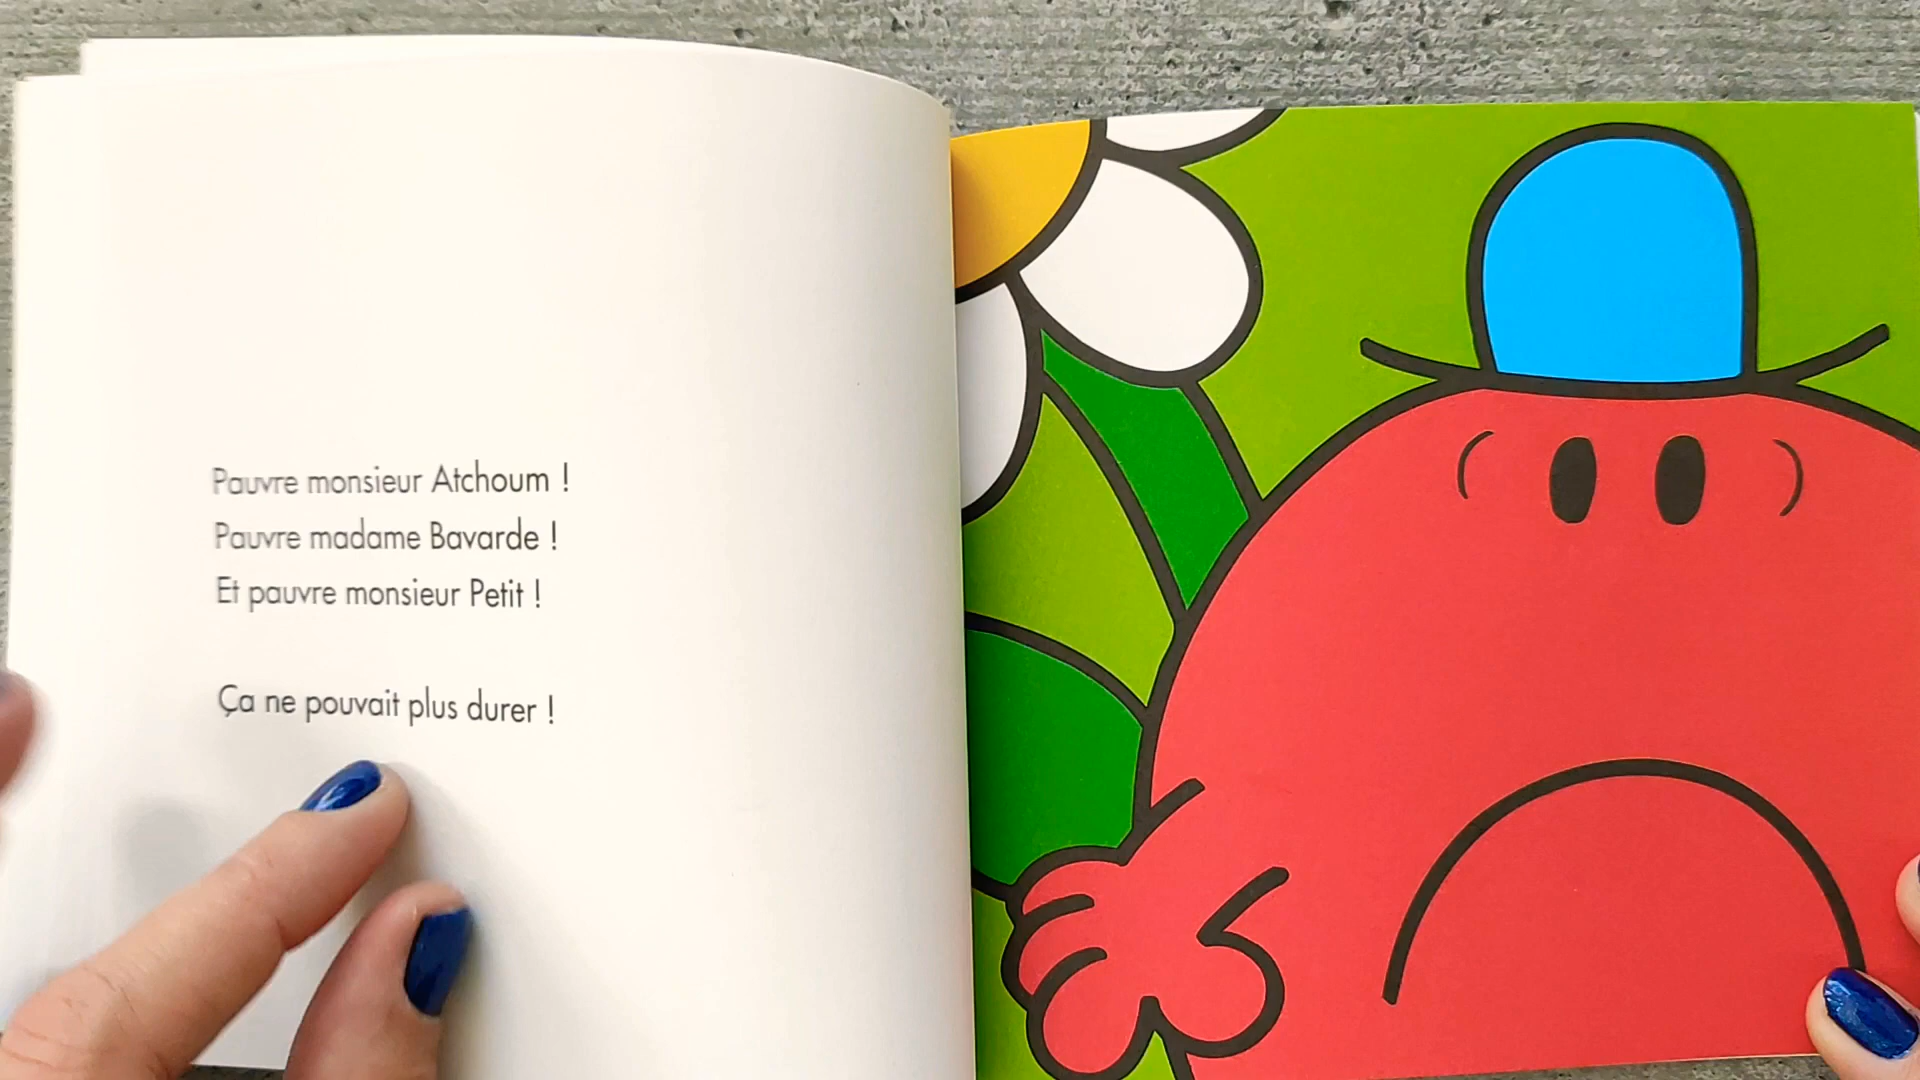 Pauvre monsieur Atchoum !
Pauvre madame Bavarde !
Et pauvre monsieur Petit !
Ça ne pouvait plus durer !